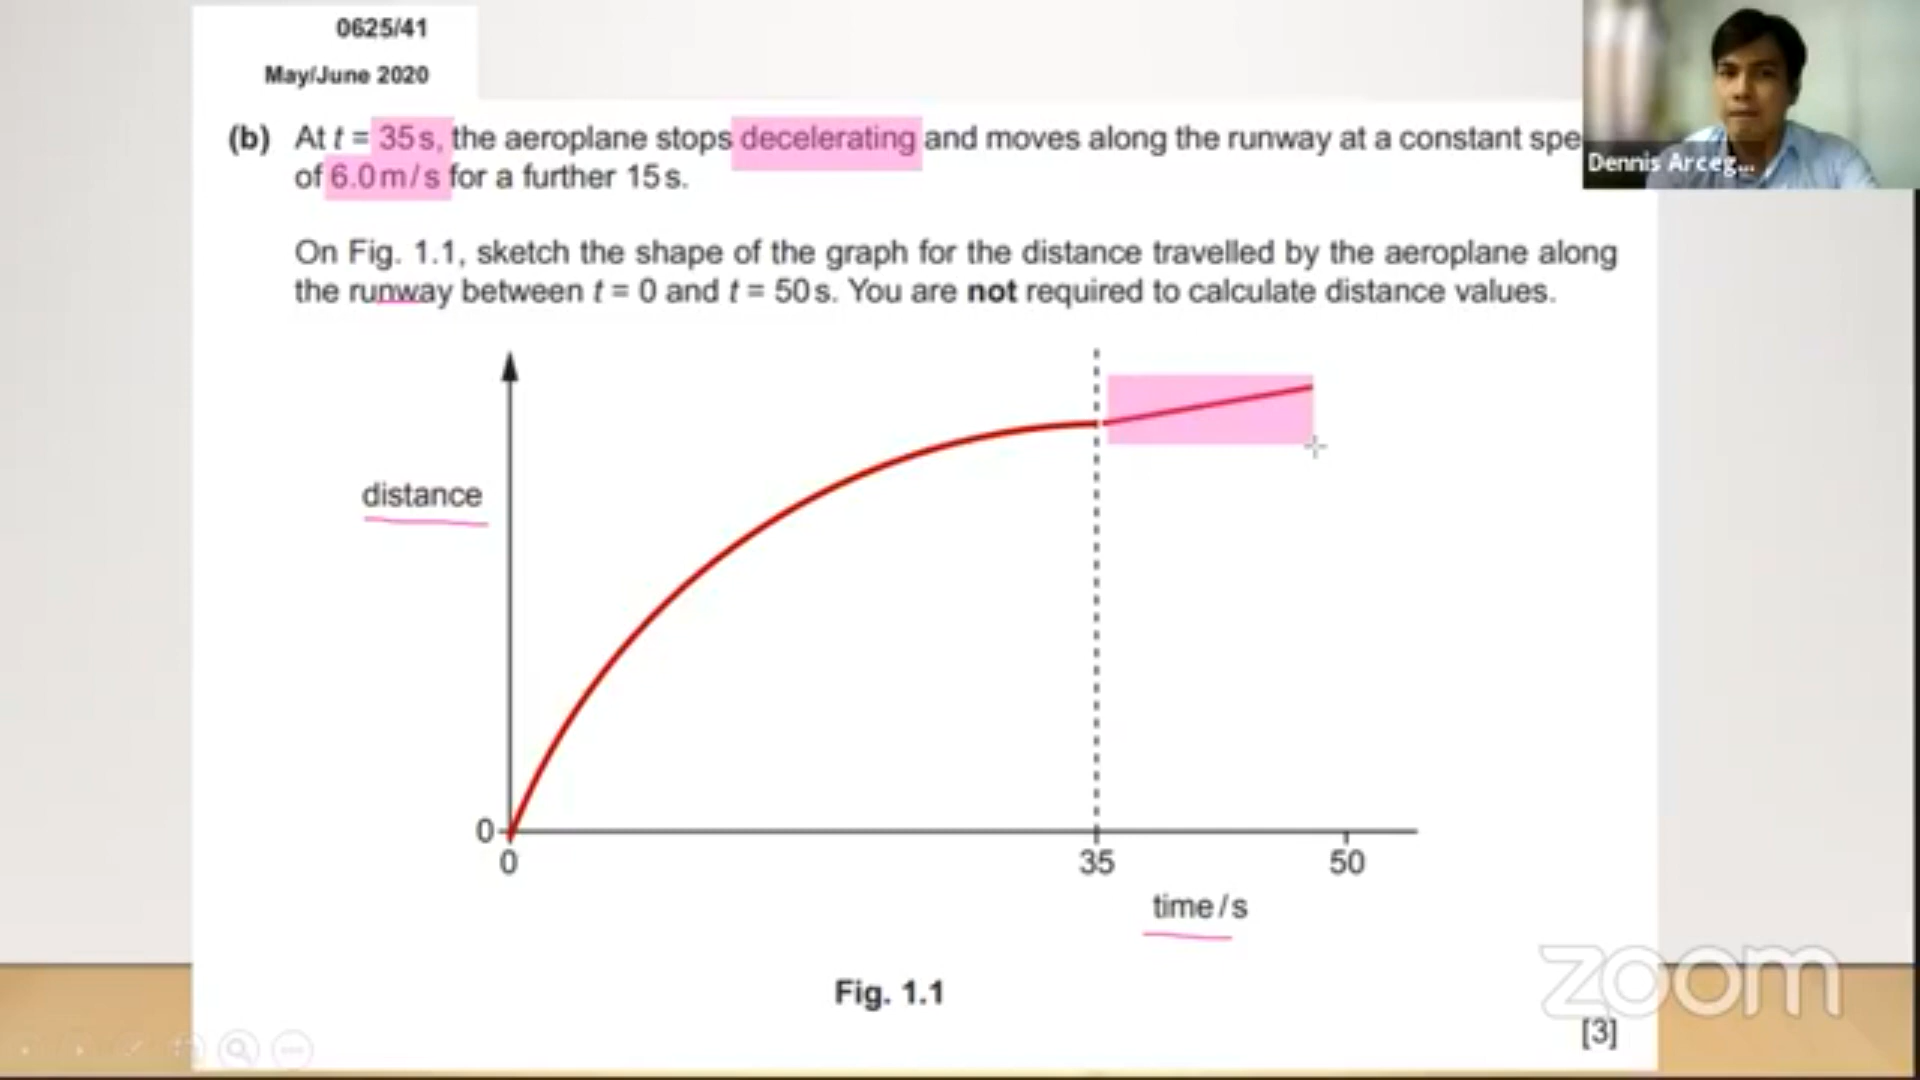 0625/41
May/June 2020
(b) At t = 35 s, the aeroplane stops decelerating and moves along the runway at a constant spe
Dennis Arceg...
of 6.0 m/s for a further 15 s.
On Fig. 1.1, sketch the shape of the graph for the distance travelled by the aeroplane along
the runway between t = 0 and t = 50 s. You are not required to calculate distance values.
distance
0
0 35 50
time/s
Fig. 1.1
zoom
[3]